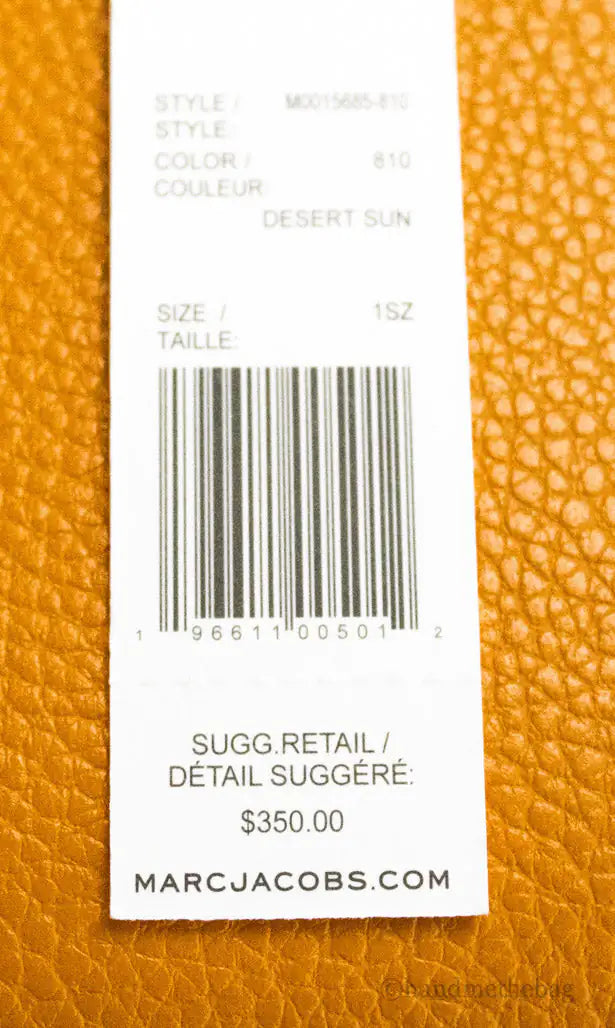 STYLE / M0015685-810
STYLE:
COLOR / 810
COULEUR:
DESERT SUN
SIZE / 1SZ
TAILLE:
1 96611 00501 2
SUGG.RETAIL /
DÉTAIL SUGGÉRÉ:
$350.00
MARCJACOBS.COM
©handmethebag